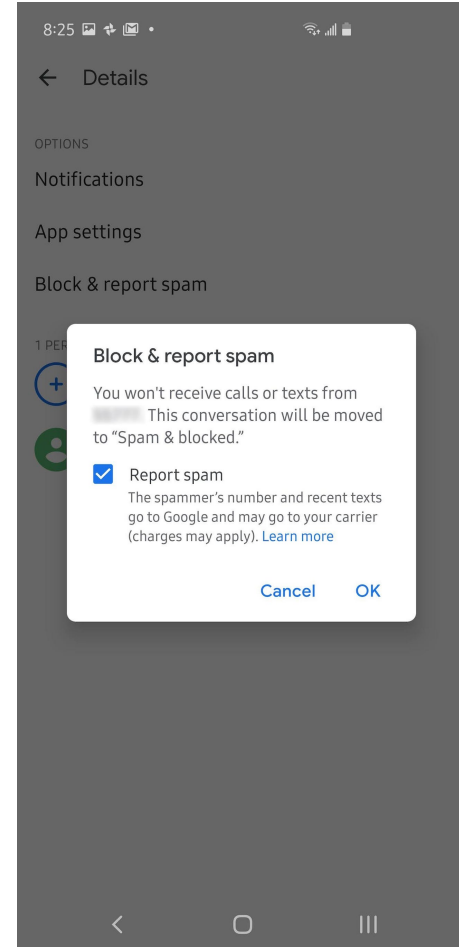 8:25
Details
OPTIONS
Notifications
App settings
Block & report spam
1 PER
Block & report spam
You won't receive calls or texts from
This conversation will be moved
to “Spam & blocked.”
Report spam
The spammer’s number and recent texts
go to Google and may go to your carrier
(charges may apply). Learn more
Cancel OK